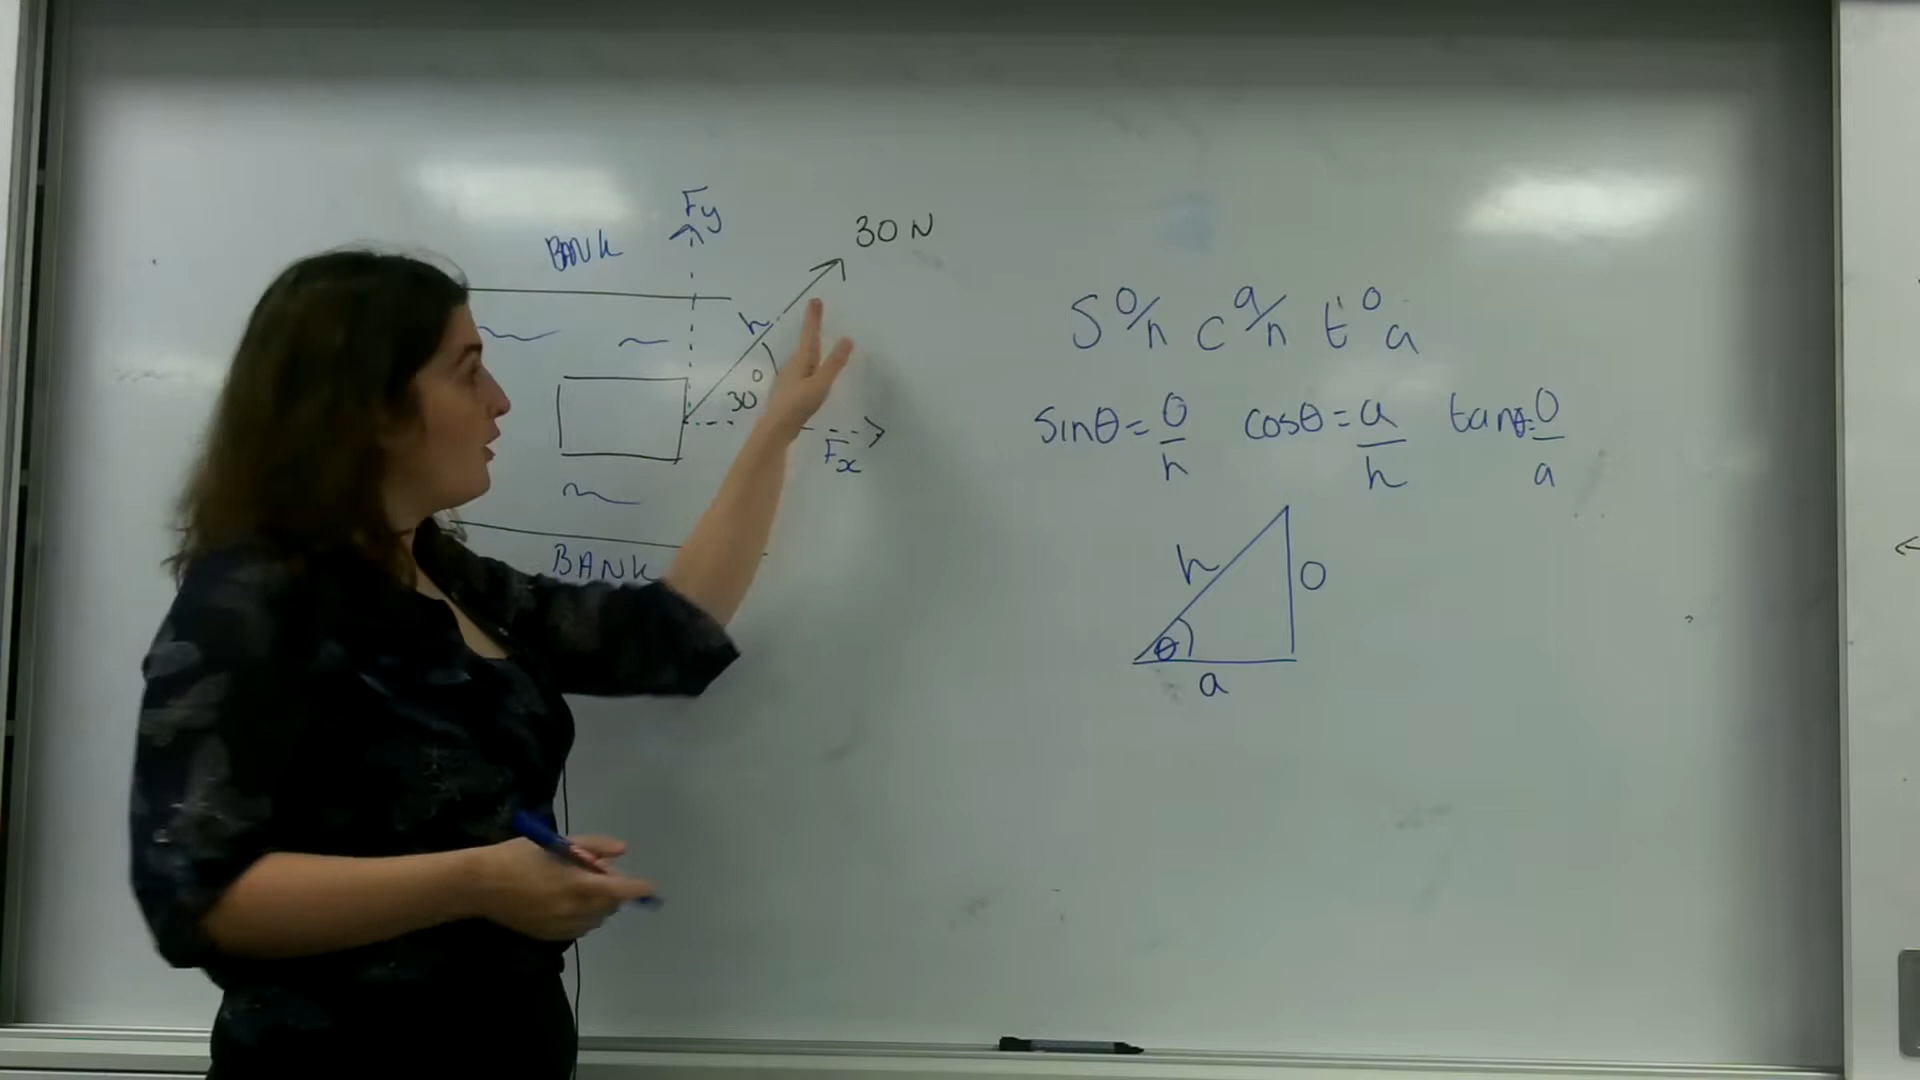 Fy
30 N
BANK
h
30°
Fx
BANK
S o/h c a/h t o a
sinθ = o/h cosθ = a/h tanθ = o/a
h
o
θ
a